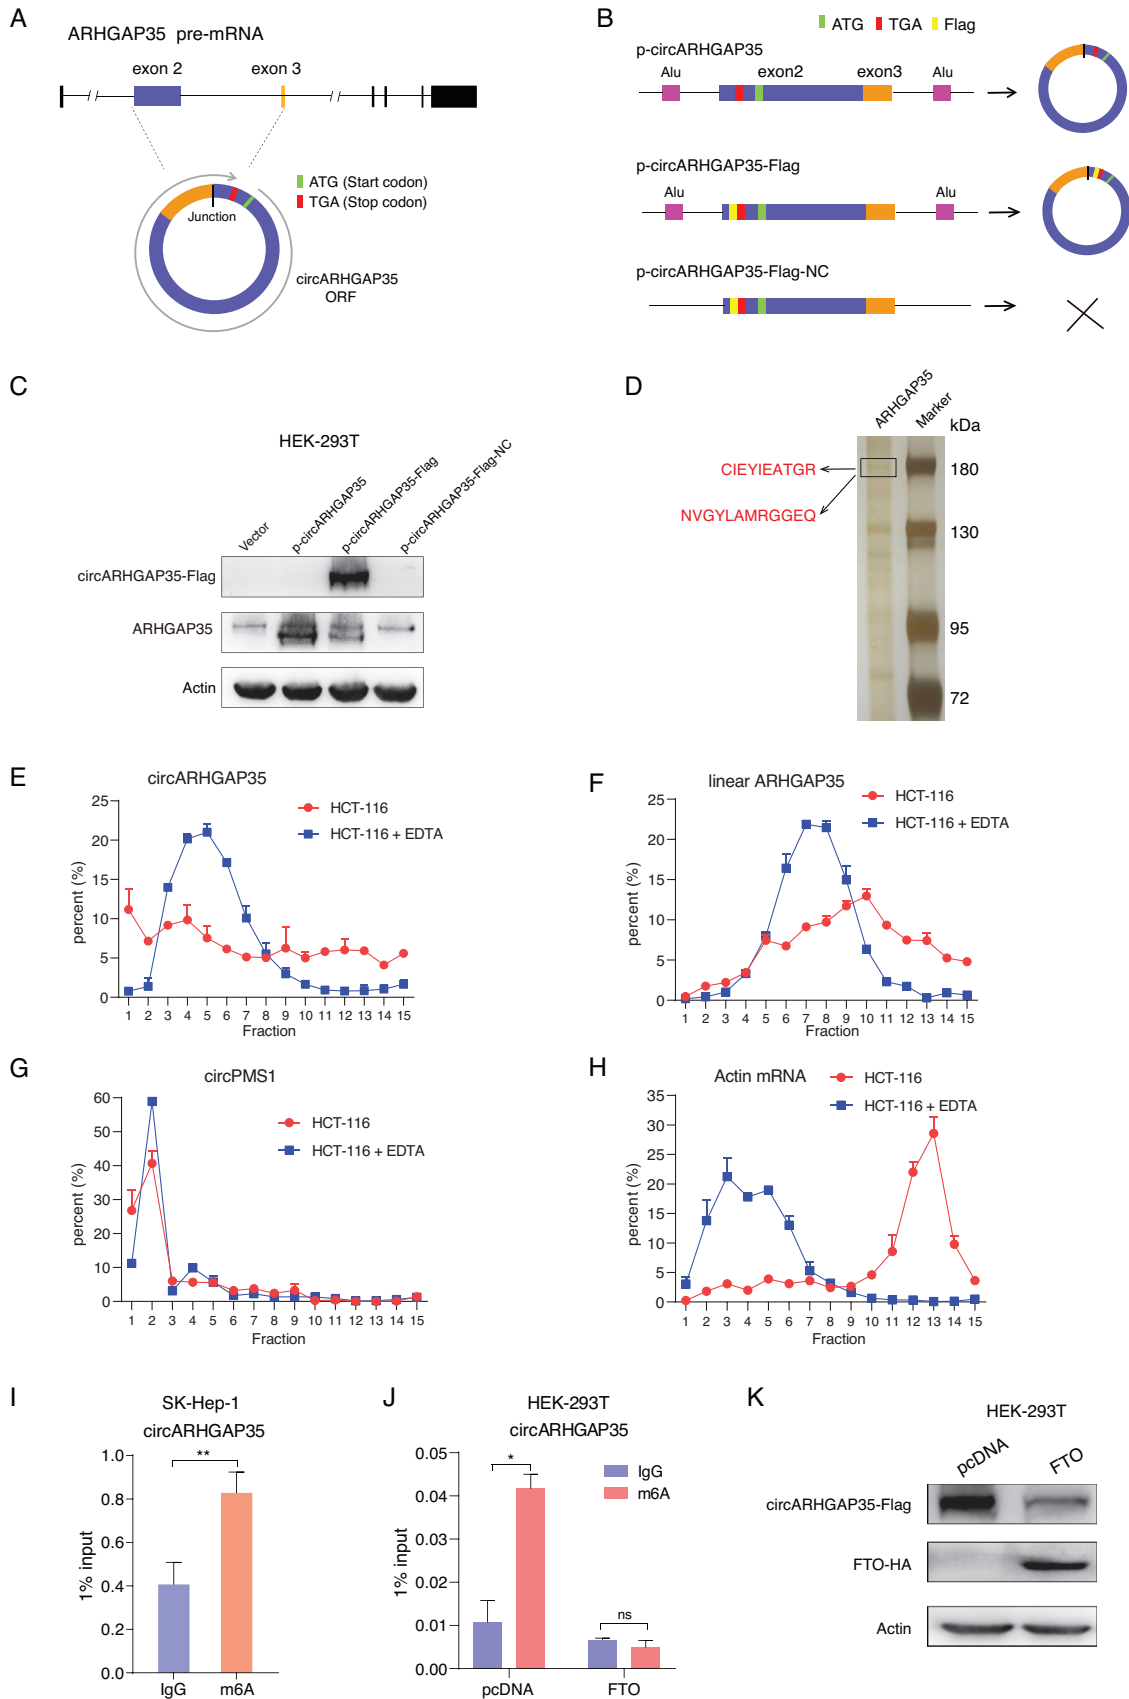 A
ARHGAP35 pre-mRNA
exon 2
exon 3
Junction
ATG (Start codon)
TGA (Stop codon)
circARHGAP35
ORF
B
ATG TGA Flag
p-circARHGAP35
Alu exon2 exon3 Alu
p-circARHGAP35-Flag
Alu Alu
p-circARHGAP35-Flag-NC
C
HEK-293T
Vector
p-circARHGAP35
p-circARHGAP35-Flag
p-circARHGAP35-Flag-NC
circARHGAP35-Flag
ARHGAP35
Actin
D
ARHGAP35
Marker
kDa
CIEYIEATGR
NVGYLAMRGGEQ
180
130
95
72
E
circARHGAP35
HCT-116
HCT-116 + EDTA
percent (%)
25
20
15
10
5
0
1 2 3 4 5 6 7 8 9 10 11 12 13 14 15
Fraction
F
linear ARHGAP35
HCT-116
HCT-116 + EDTA
percent (%)
25
20
15
10
5
0
1 2 3 4 5 6 7 8 9 10 11 12 13 14 15
Fraction
G
circPMS1
HCT-116
HCT-116 + EDTA
percent (%)
60
50
40
30
20
10
0
1 2 3 4 5 6 7 8 9 10 11 12 13 14 15
Fraction
H
Actin mRNA
HCT-116
HCT-116 + EDTA
percent (%)
35
30
25
20
15
10
5
0
1 2 3 4 5 6 7 8 9 10 11 12 13 14 15
Fraction
I
SK-Hep-1
circARHGAP35
**
1% input
1.0
0.8
0.6
0.4
0.2
0.0
IgG m6A
J
HEK-293T
circARHGAP35
*
IgG
m6A
ns
1% input
0.05
0.04
0.03
0.02
0.01
0.00
pcDNA FTO
K
HEK-293T
pcDNA FTO
circARHGAP35-Flag
FTO-HA
Actin